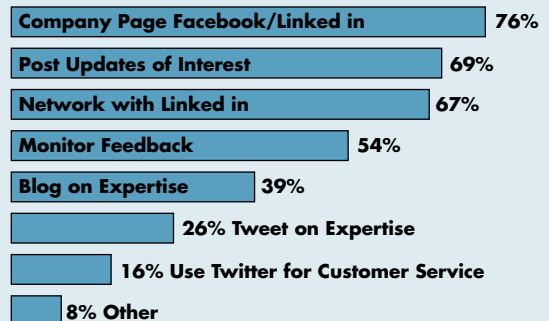 Company Page Facebook/Linked in 76%
Post Updates of Interest 69%
Network with Linked in 67%
Monitor Feedback 54%
Blog on Expertise 39%
26% Tweet on Expertise
16% Use Twitter for Customer Service
8% Other